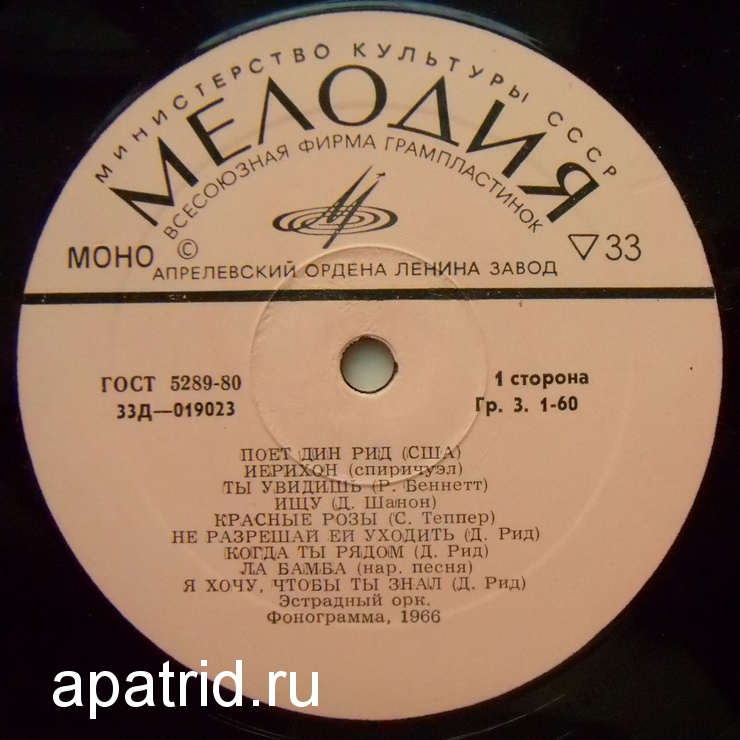 МИНИСТЕРСТВО КУЛЬТУРЫ СССР
МЕЛОДИЯ
ВСЕСОЮЗНАЯ ФИРМА ГРАМПЛАСТИНОК
МОНО © ▽ 33
АПРЕЛЕВСКИЙ ОРДЕНА ЛЕНИНА ЗАВОД
ГОСТ 5289-80
33Д—019023
1 сторона
Гр. 3. 1-60
ПОЕТ ДИН РИД (США)
ИЕРИХОН (спиричуэл)
ТЫ УВИДИШЬ (Р. Беннетт)
ИЩУ (Д. Шанон)
КРАСНЫЕ РОЗЫ (С. Теппер)
НЕ РАЗРЕШАЙ ЕЙ УХОДИТЬ (Д. Рид)
КОГДА ТЫ РЯДОМ (Д. Рид)
ЛА БАМБА (нар. песня)
Я ХОЧУ, ЧТОБЫ ТЫ ЗНАЛ (Д. Рид)
Эстрадный орк.
Фонограмма, 1966
apatrid.ru